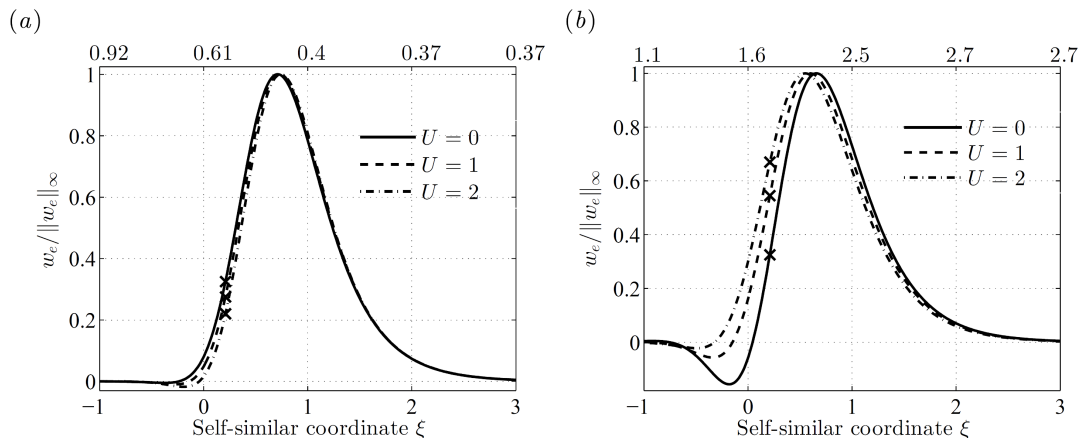 (a)
0.92 0.61 0.4 0.37 0.37
1
0.8
0.6
0.4
0.2
0
w_e/‖w_e‖_∞
U = 0
U = 1
U = 2
−1 0 1 2 3
Self-similar coordinate ξ
(b)
1.1 1.6 2.5 2.7 2.7
1
0.8
0.6
0.4
0.2
0
w_e/‖w_e‖_∞
U = 0
U = 1
U = 2
−1 0 1 2 3
Self-similar coordinate ξ